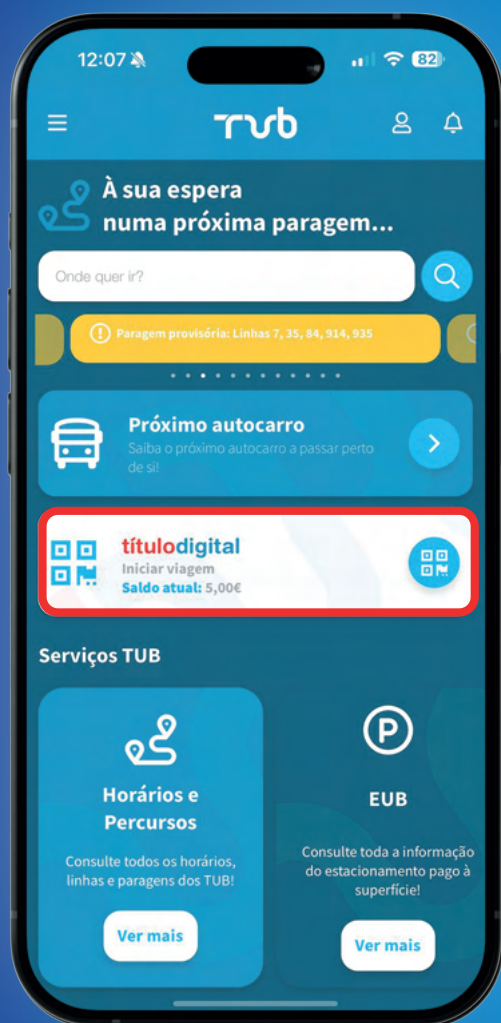 12:07
82
TUB
À sua espera
numa próxima paragem...
Onde quer ir?
Paragem provisória: Linhas 7, 35, 84, 914, 935
Próximo autocarro
Saiba o próximo autocarro a passar perto
de si!
títulodigital
Iniciar viagem
Saldo atual: 5,00€
Serviços TUB
Horários e
Percursos
Consulte todos os horários,
linhas e paragens dos TUB!
Ver mais
P
EUB
Consulte toda a informação
do estacionamento pago à
superfície!
Ver mais